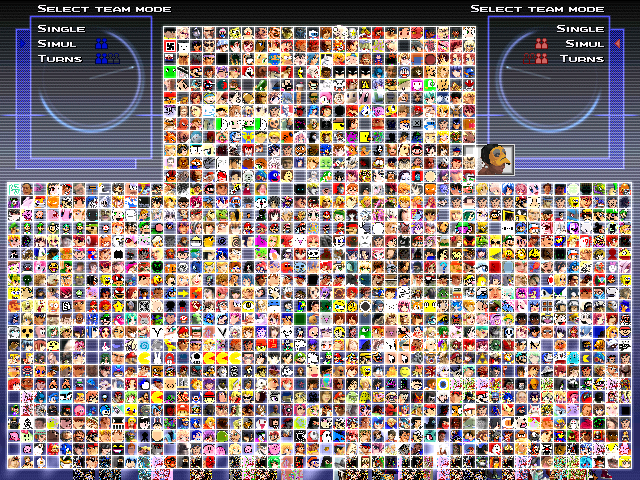 Select team mode
Single
Simul
Turns
Select team mode
Single
Simul
Turns